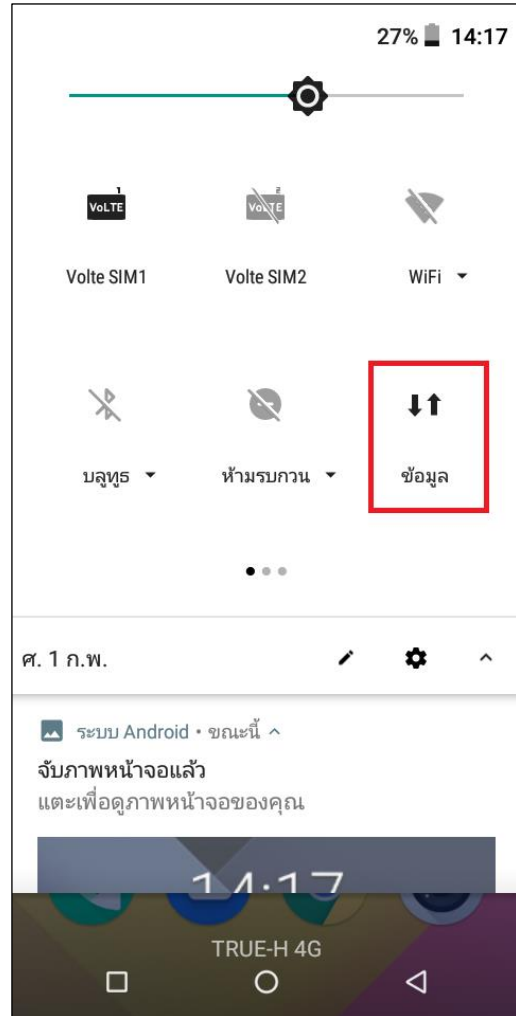 27% 14:17
1
VoLTE
2
VoLTE
Volte SIM1
Volte SIM2
WiFi
บลูทูธ
ห้ามรบกวน
ข้อมูล
ศ. 1 ก.พ.
ระบบ Android • ขณะนี้
จับภาพหน้าจอแล้ว
แตะเพื่อดูภาพหน้าจอของคุณ
14:17
TRUE-H 4G